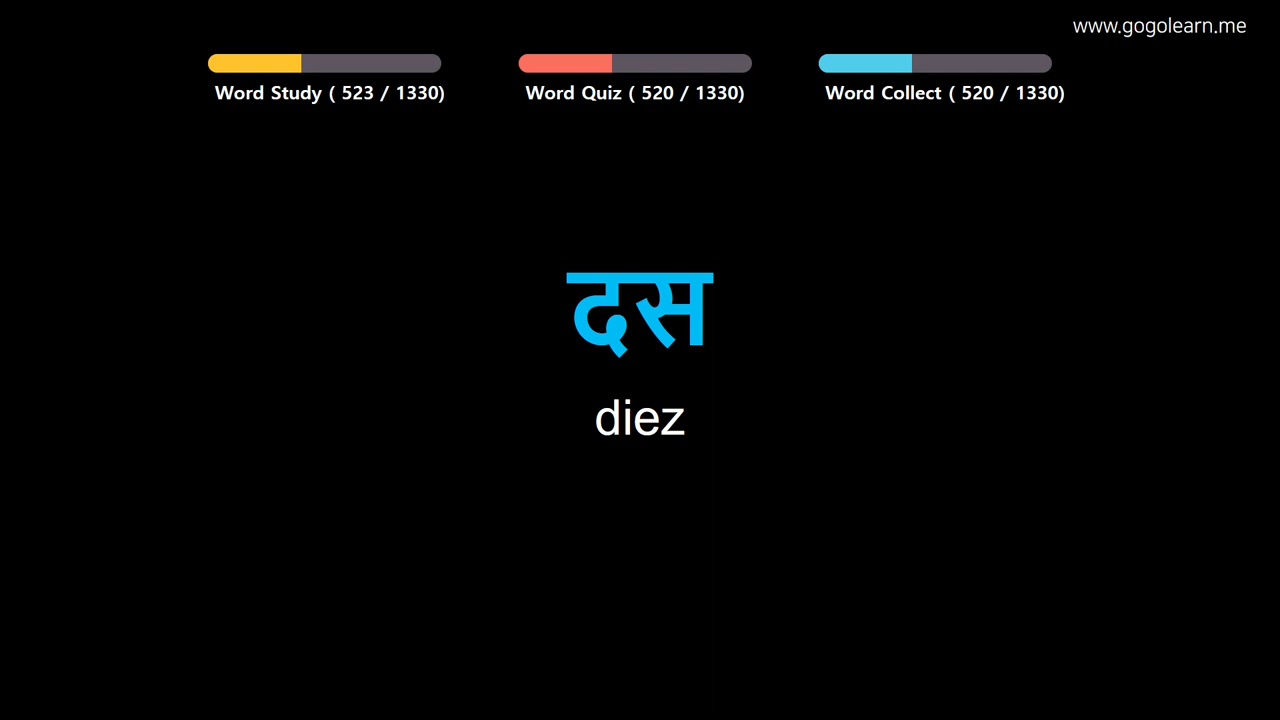 www.gogolearn.me
Word Study ( 523 / 1330)
Word Quiz ( 520 / 1330)
Word Collect ( 520 / 1330)
दस
diez